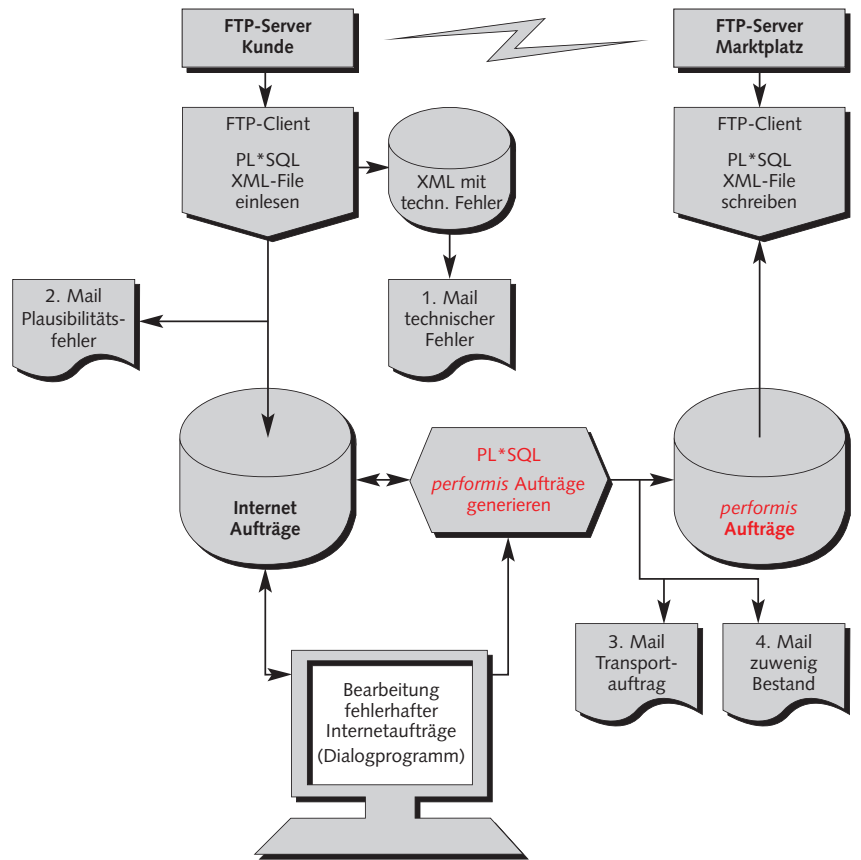 FTP-Server
Kunde
FTP-Server
Marktplatz
FTP-Client
PL*SQL
XML-File
einlesen
XML mit
techn. Fehler
FTP-Client
PL*SQL
XML-File
schreiben
2. Mail
Plausibilitäts-
fehler
1. Mail
technischer
Fehler
Internet
Aufträge
PL*SQL
performis Aufträge
generieren
performis
Aufträge
3. Mail
Transport-
auftrag
4. Mail
zuwenig
Bestand
Bearbeitung
fehlerhafter
Internetaufträge
(Dialogprogramm)